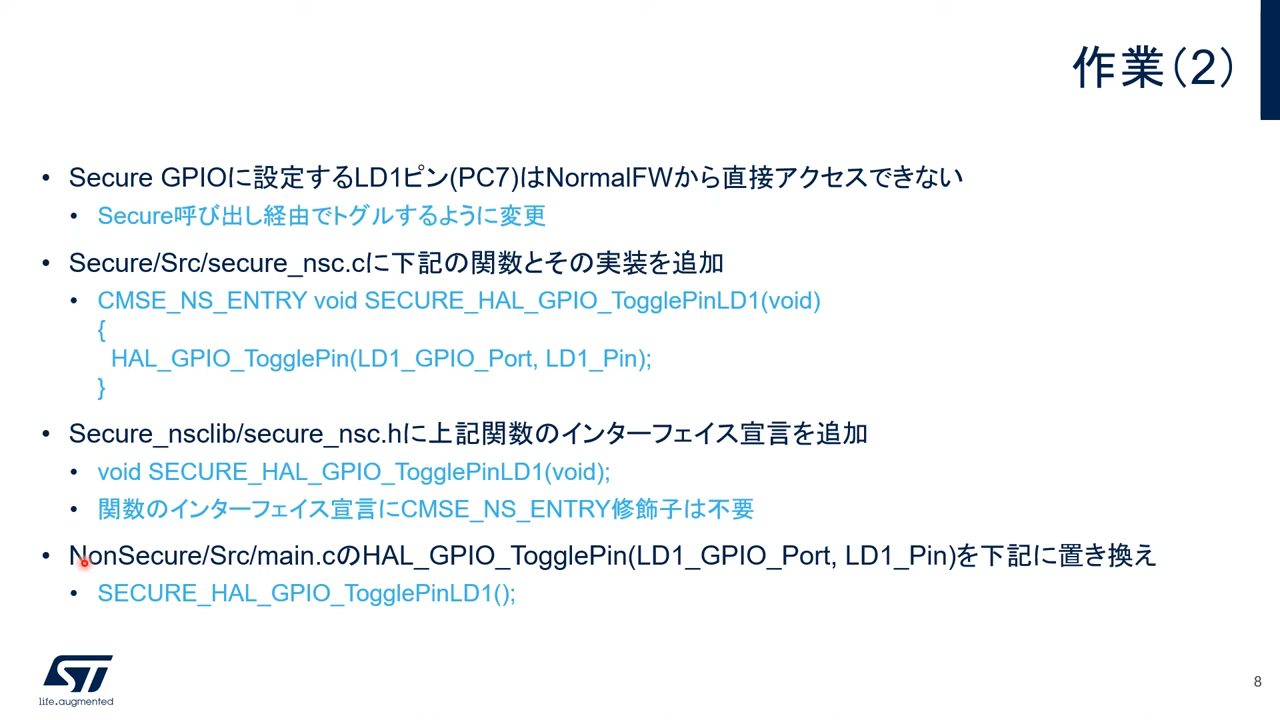 作業（2）
• Secure GPIOに設定するLD1ピン(PC7)はNormalFWから直接アクセスできない
• Secure呼び出し経由でトグルするように変更
• Secure/Src/secure_nsc.cに下記の関数とその実装を追加
• CMSE_NS_ENTRY void SECURE_HAL_GPIO_TogglePinLD1(void)
{
HAL_GPIO_TogglePin(LD1_GPIO_Port, LD1_Pin);
}
• Secure_nsclib/secure_nsc.hに上記関数のインターフェイス宣言を追加
• void SECURE_HAL_GPIO_TogglePinLD1(void);
• 関数のインターフェイス宣言にCMSE_NS_ENTRY修飾子は不要
• NonSecure/Src/main.cのHAL_GPIO_TogglePin(LD1_GPIO_Port, LD1_Pin)を下記に置き換え
• SECURE_HAL_GPIO_TogglePinLD1();
ST
life.augmented
8